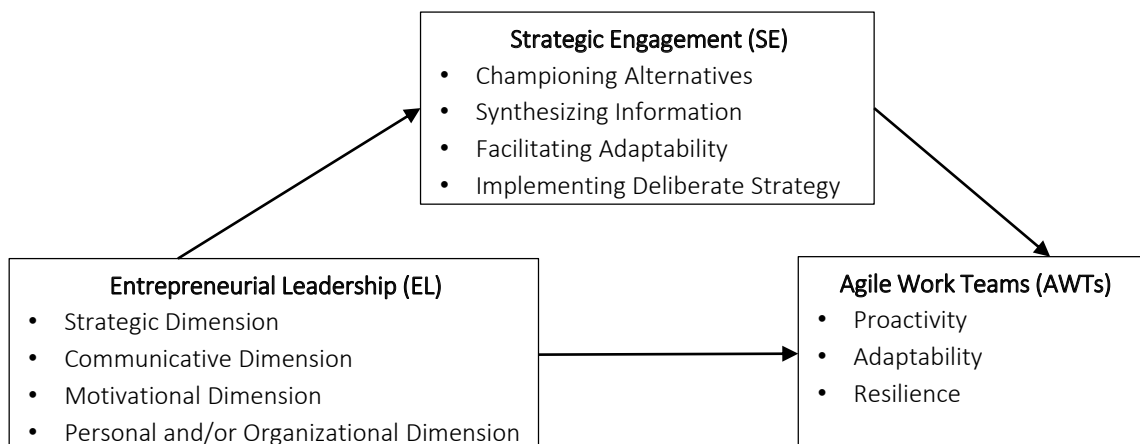 Strategic Engagement (SE)
• Championing Alternatives
• Synthesizing Information
• Facilitating Adaptability
• Implementing Deliberate Strategy
Entrepreneurial Leadership (EL)
• Strategic Dimension
• Communicative Dimension
• Motivational Dimension
• Personal and/or Organizational Dimension
Agile Work Teams (AWTs)
• Proactivity
• Adaptability
• Resilience